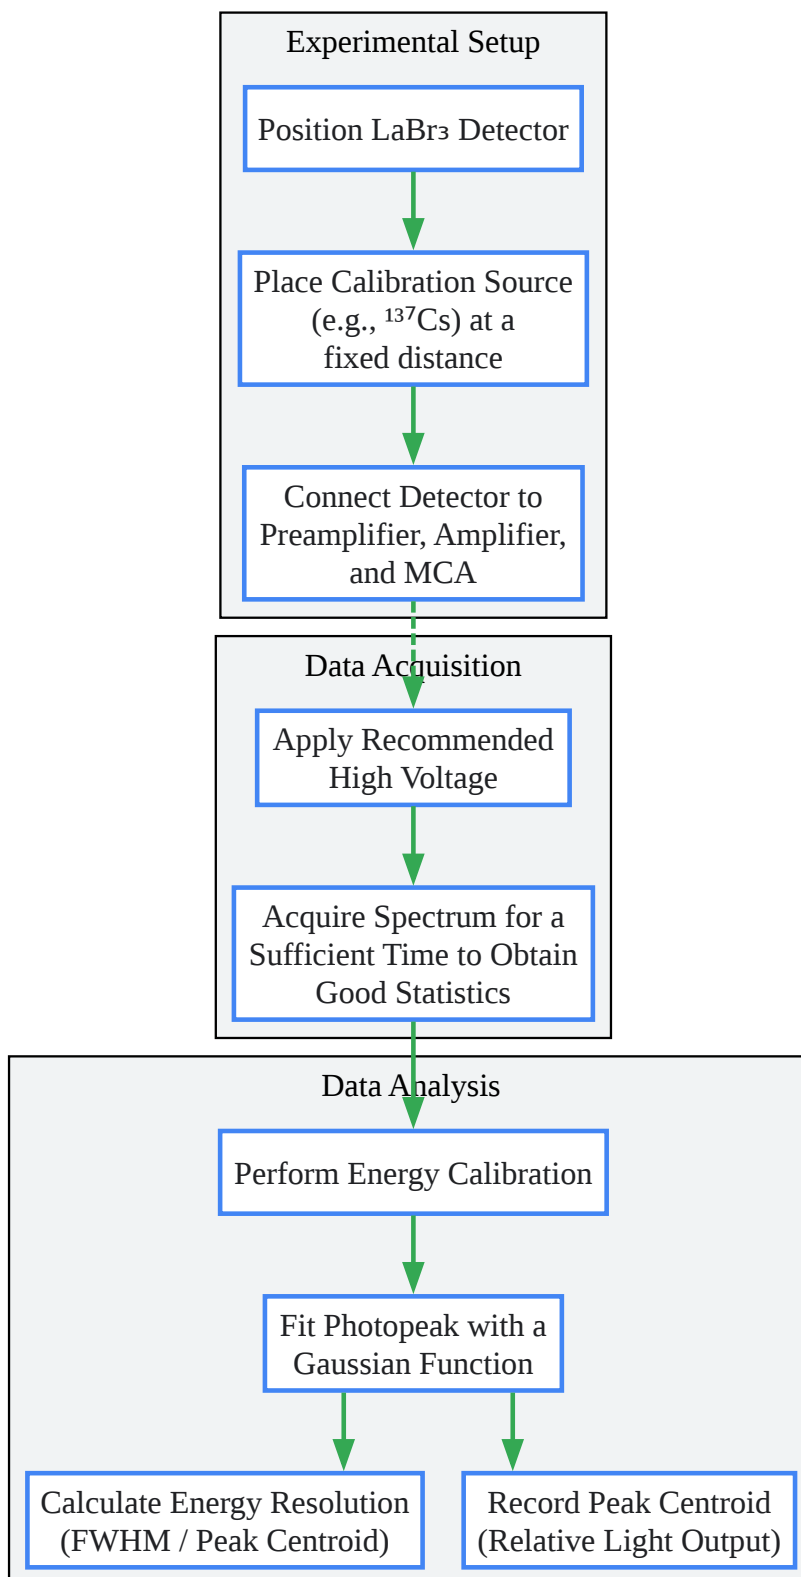 Experimental Setup
Position LaBr₃ Detector
Place Calibration Source
(e.g., ¹³⁷Cs) at a
fixed distance
Connect Detector to
Preamplifier, Amplifier,
and MCA
Data Acquisition
Apply Recommended
High Voltage
Acquire Spectrum for a
Sufficient Time to Obtain
Good Statistics
Data Analysis
Perform Energy Calibration
Fit Photopeak with a
Gaussian Function
Calculate Energy Resolution
(FWHM / Peak Centroid)
Record Peak Centroid
(Relative Light Output)